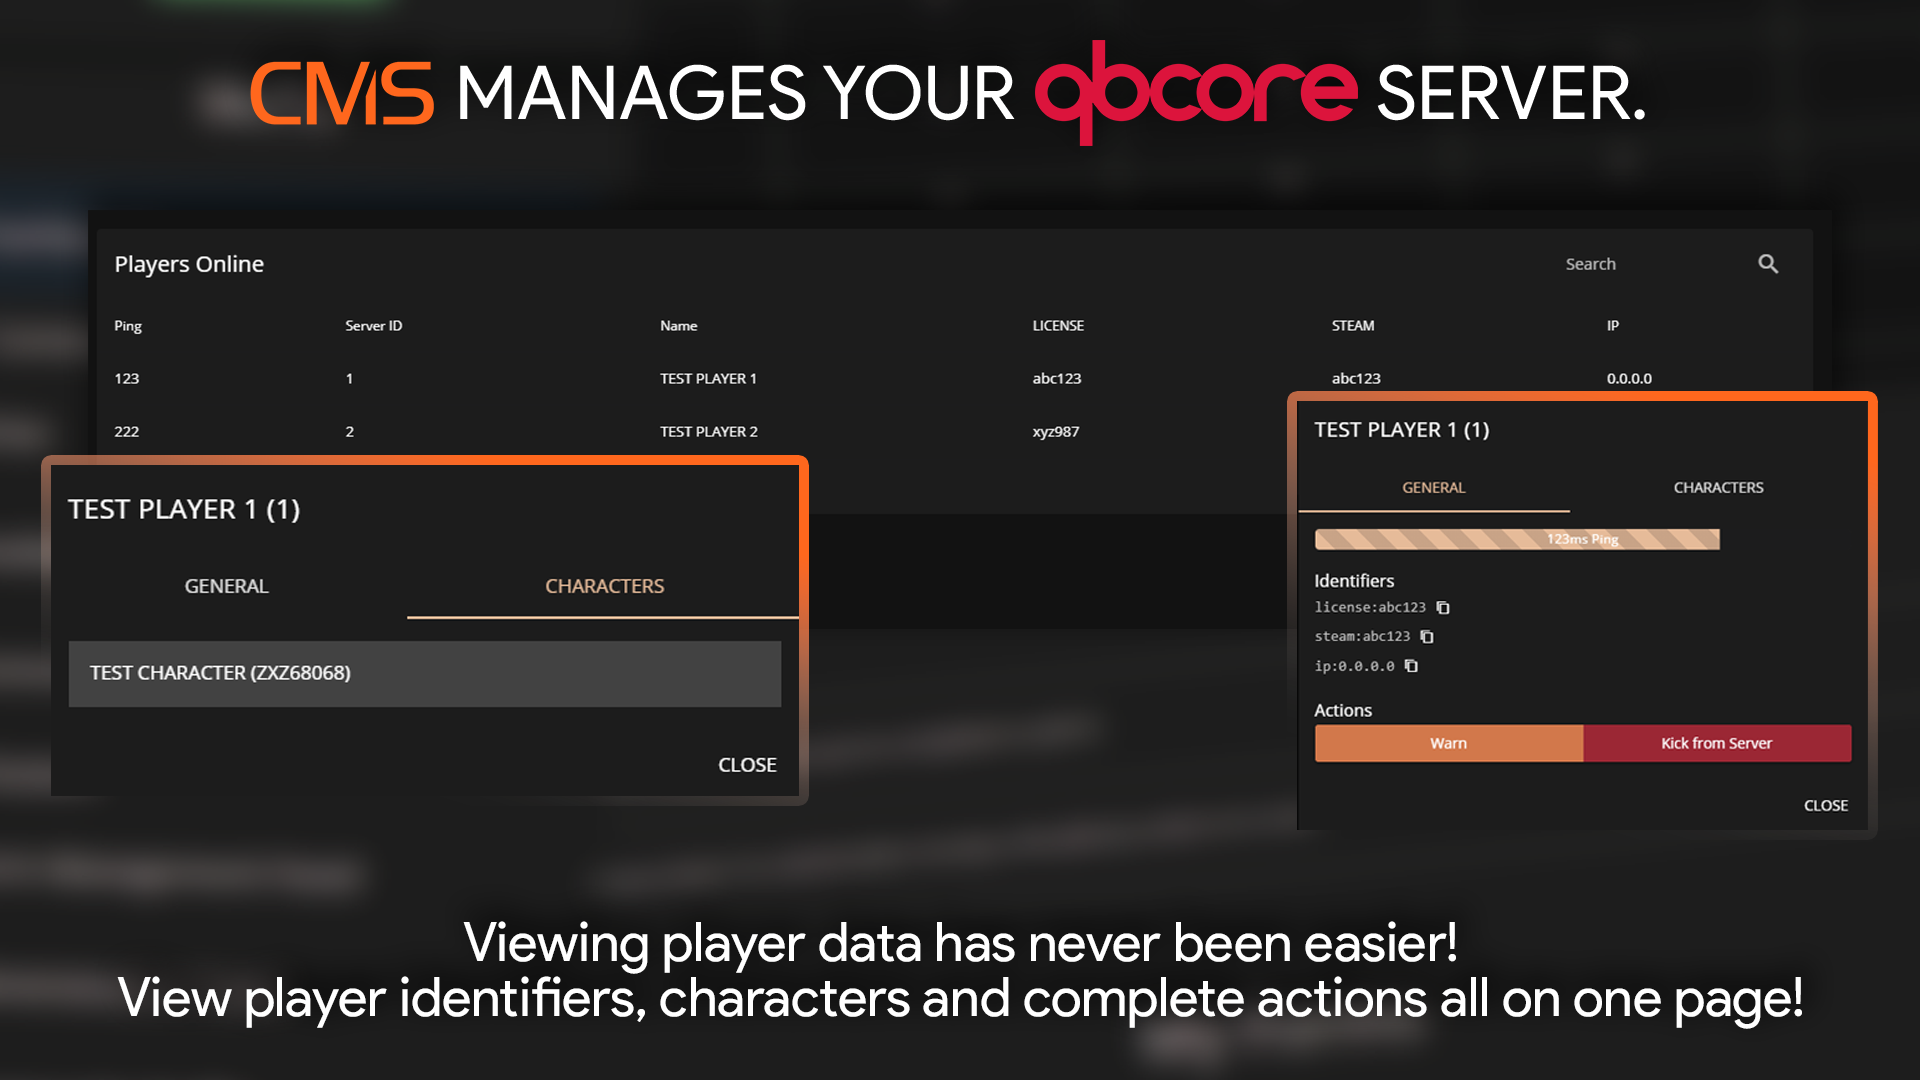 CMS MANAGES YOUR qbcore SERVER.
Players Online
Search
Ping Server ID Name LICENSE STEAM IP
123 1 TEST PLAYER 1 abc123 abc123 0.0.0.0
222 2 TEST PLAYER 2 xyz987
TEST PLAYER 1 (1)
GENERAL CHARACTERS
TEST CHARACTER (ZXZ68068)
CLOSE
TEST PLAYER 1 (1)
GENERAL CHARACTERS
123ms Ping
Identifiers
license:abc123
steam:abc123
ip:0.0.0.0
Actions
Warn Kick from Server
CLOSE
Viewing player data has never been easier!
View player identifiers, characters and complete actions all on one page!